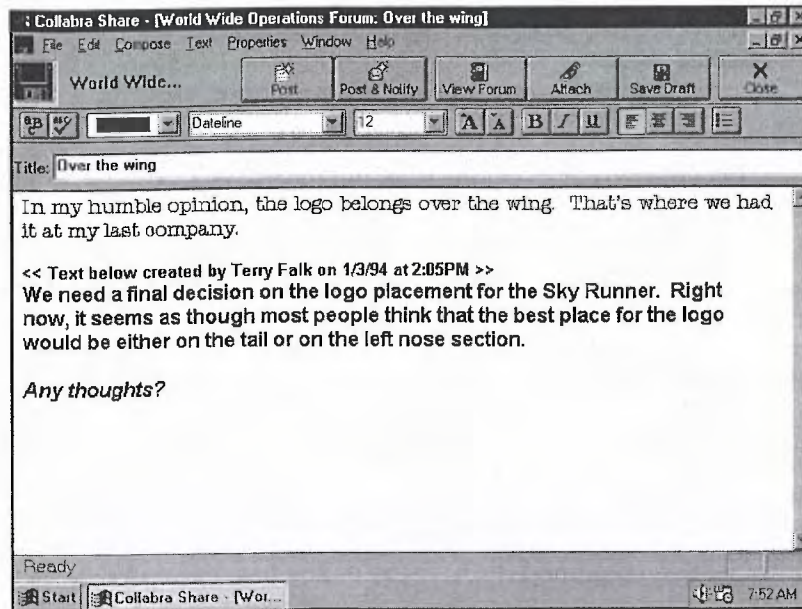 Collabra Share - [World Wide Operations Forum: Over the wing]
File Edit Compose Text Properties Window Help
World Wide... Post Post & Notify View Forum Attach Save Draft Close
Dateline 12 A A B I u
Title: Over the wing
In my humble opinion, the logo belongs over the wing. That's where we had
it at my last company.
<< Text below created by Terry Falk on 1/3/94 at 2:05PM >>
We need a final decision on the logo placement for the Sky Runner. Right
now, it seems as though most people think that the best place for the logo
would be either on the tail or on the left nose section.
Any thoughts?
Ready
Start Collabra Share - [Wor... 7:52 AM